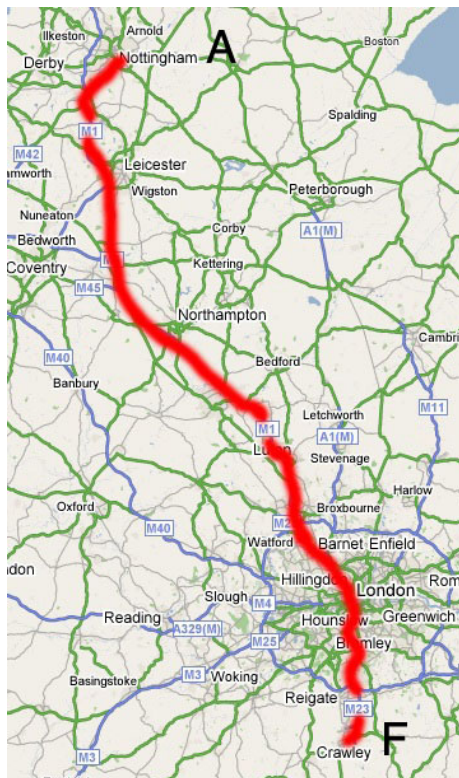 Ilkeston
Arnold
Boston
Derby
Nottingham
A
Spalding
M1
M42
Leicester
amworth
Wigston
Peterborough
Nuneaton
Corby
A1(M)
Bedworth
Kettering
Coventry
M45
Northampton
M40
Cambri
Bedford
Banbury
M11
Letchworth
M1
A1(M)
Stevenage
Harlow
Oxford
Broxbourne
M40
Watford
Barnet
Enfield
don
Hillingdo
Rom
Slough
M4
London
Reading
Hounslow
Greenwich
A329(M)
M25
Bromley
M3
Woking
Basingstoke
Reigate
M23
M3
Crawley
F